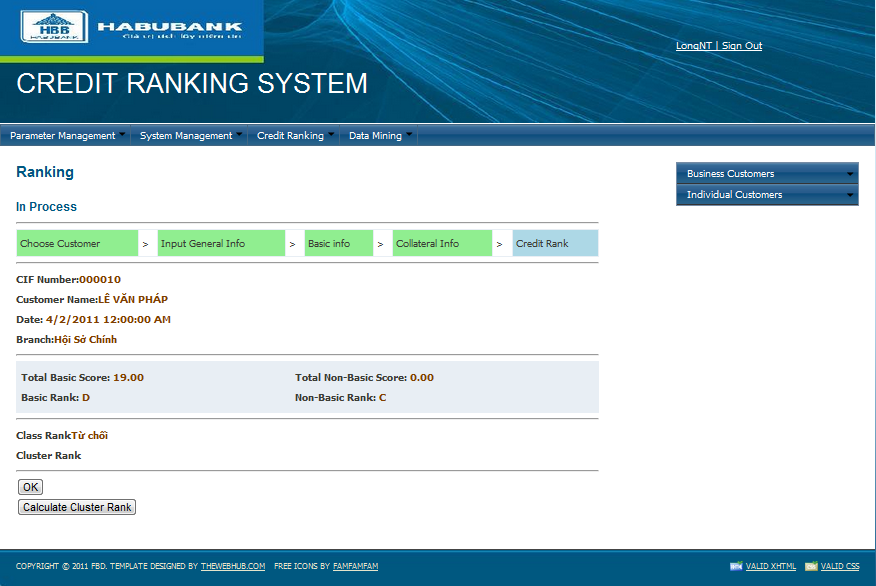 HBB
HABUBANK
HABUBANK
Giá trị tích lũy niềm tin
LongNT | Sign Out
CREDIT RANKING SYSTEM
Parameter Management System Management Credit Ranking Data Mining
Ranking
Business Customers
Individual Customers
In Process
Choose Customer > Input General Info > Basic info > Collateral Info > Credit Rank
CIF Number:000010
Customer Name:LÊ VĂN PHÁP
Date: 4/2/2011 12:00:00 AM
Branch:Hội Sở Chính
Total Basic Score: 19.00 Total Non-Basic Score: 0.00
Basic Rank: D Non-Basic Rank: C
Class RankTừ chối
Cluster Rank
OK
Calculate Cluster Rank
COPYRIGHT © 2011 FBD. TEMPLATE DESIGNED BY THEWEBHUB.COM FREE ICONS BY FAMFAMFAM VALID XHTML VALID CSS